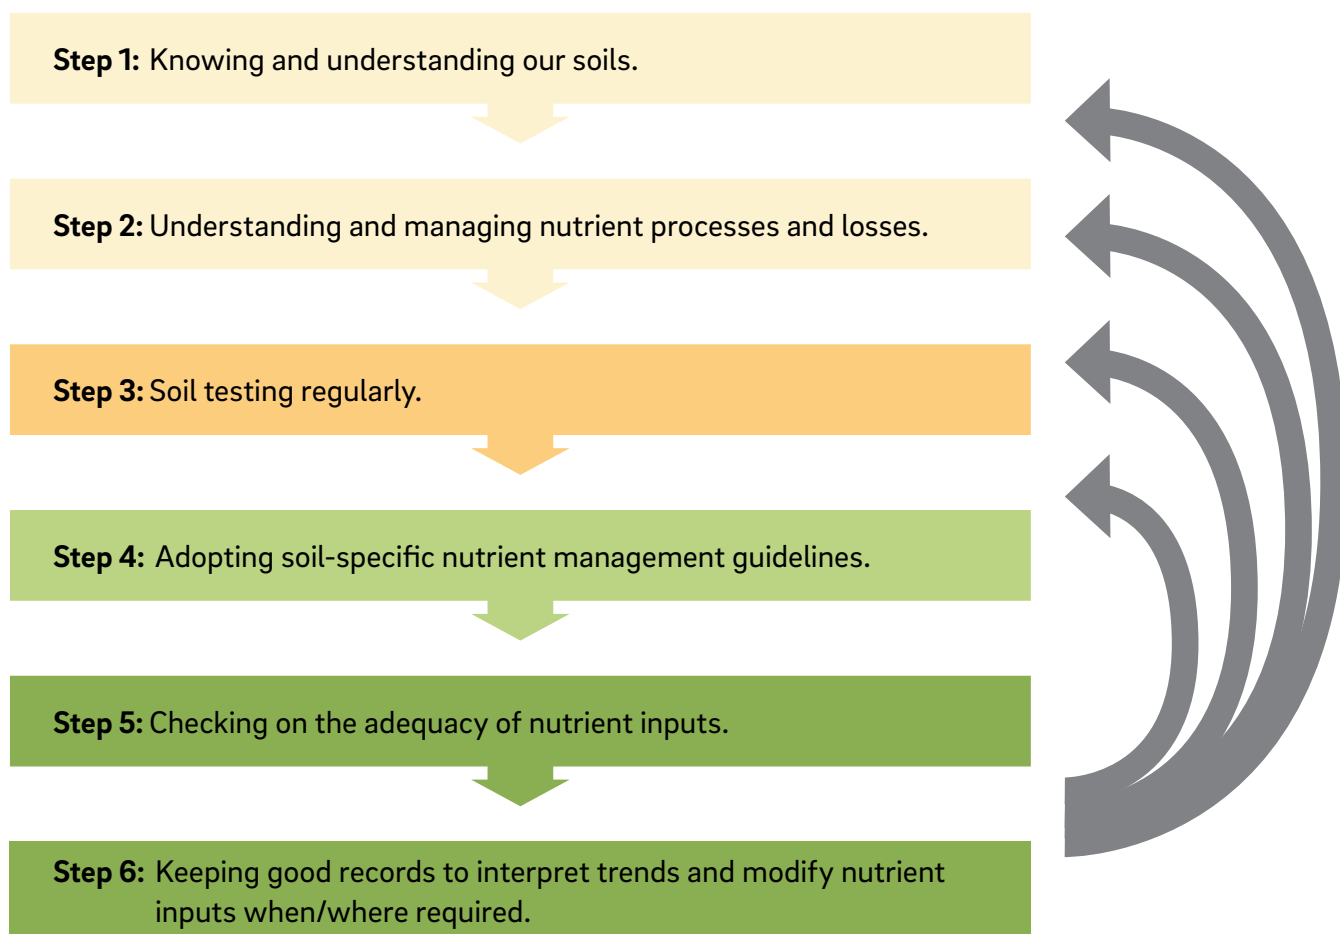 Step 1: Knowing and understanding our soils.
Step 2: Understanding and managing nutrient processes and losses.
Step 3: Soil testing regularly.
Step 4: Adopting soil-specific nutrient management guidelines.
Step 5: Checking on the adequacy of nutrient inputs.
Step 6: Keeping good records to interpret trends and modify nutrient
inputs when/where required.